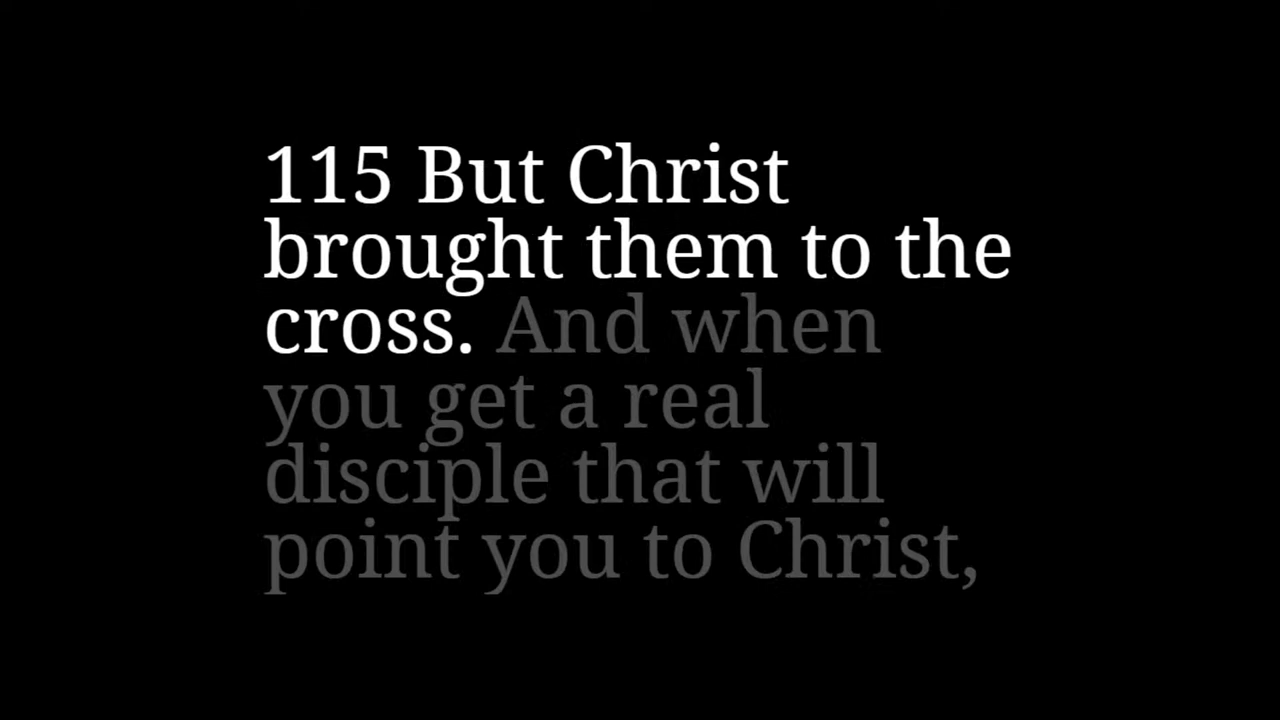 115 But Christ
brought them to the
cross. And when
you get a real
disciple that will
point you to Christ,